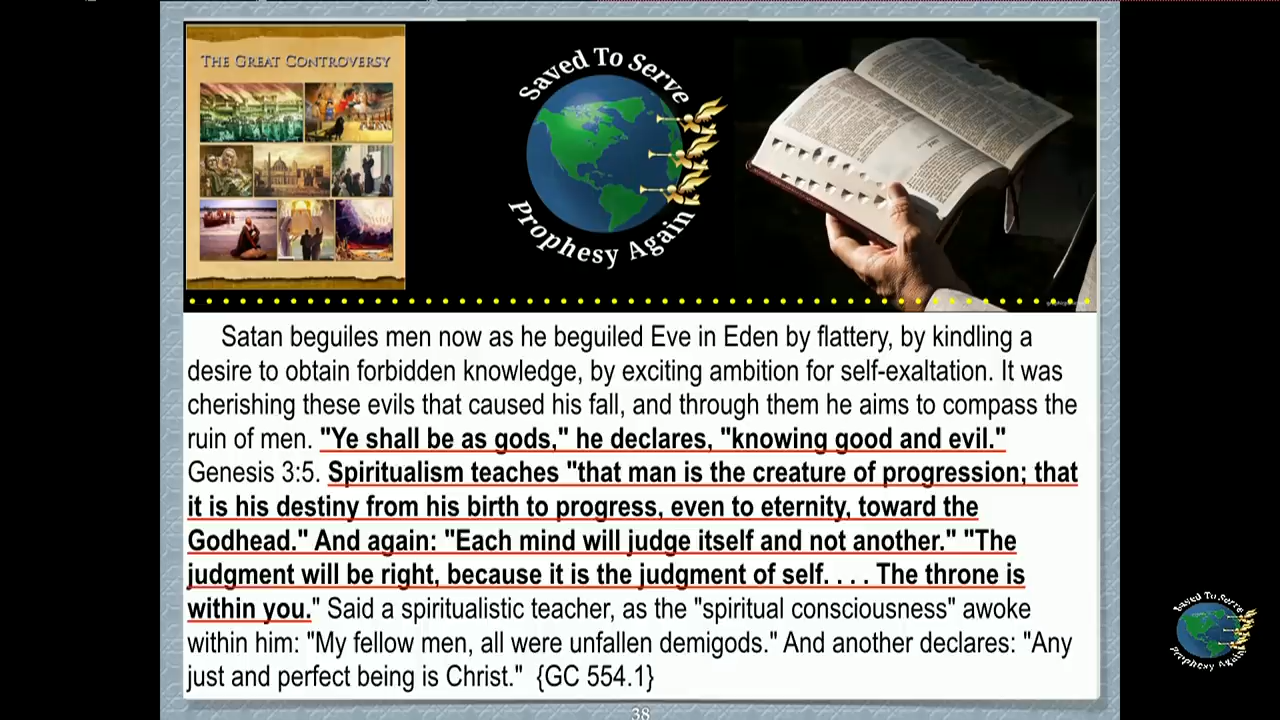 THE GREAT CONTROVERSY
Saved To Serve
Prophesy Again
Satan beguiles men now as he beguiled Eve in Eden by flattery, by kindling a
desire to obtain forbidden knowledge, by exciting ambition for self-exaltation. It was
cherishing these evils that caused his fall, and through them he aims to compass the
ruin of men. "Ye shall be as gods," he declares, "knowing good and evil."
Genesis 3:5. Spiritualism teaches "that man is the creature of progression; that
it is his destiny from his birth to progress, even to eternity, toward the
Godhead." And again: "Each mind will judge itself and not another." "The
judgment will be right, because it is the judgment of self. . . . The throne is
within you." Said a spiritualistic teacher, as the "spiritual consciousness" awoke
within him: "My fellow men, all were unfallen demigods." And another declares: "Any
just and perfect being is Christ." {GC 554.1}
Saved To Serve
Prophesy Again
38